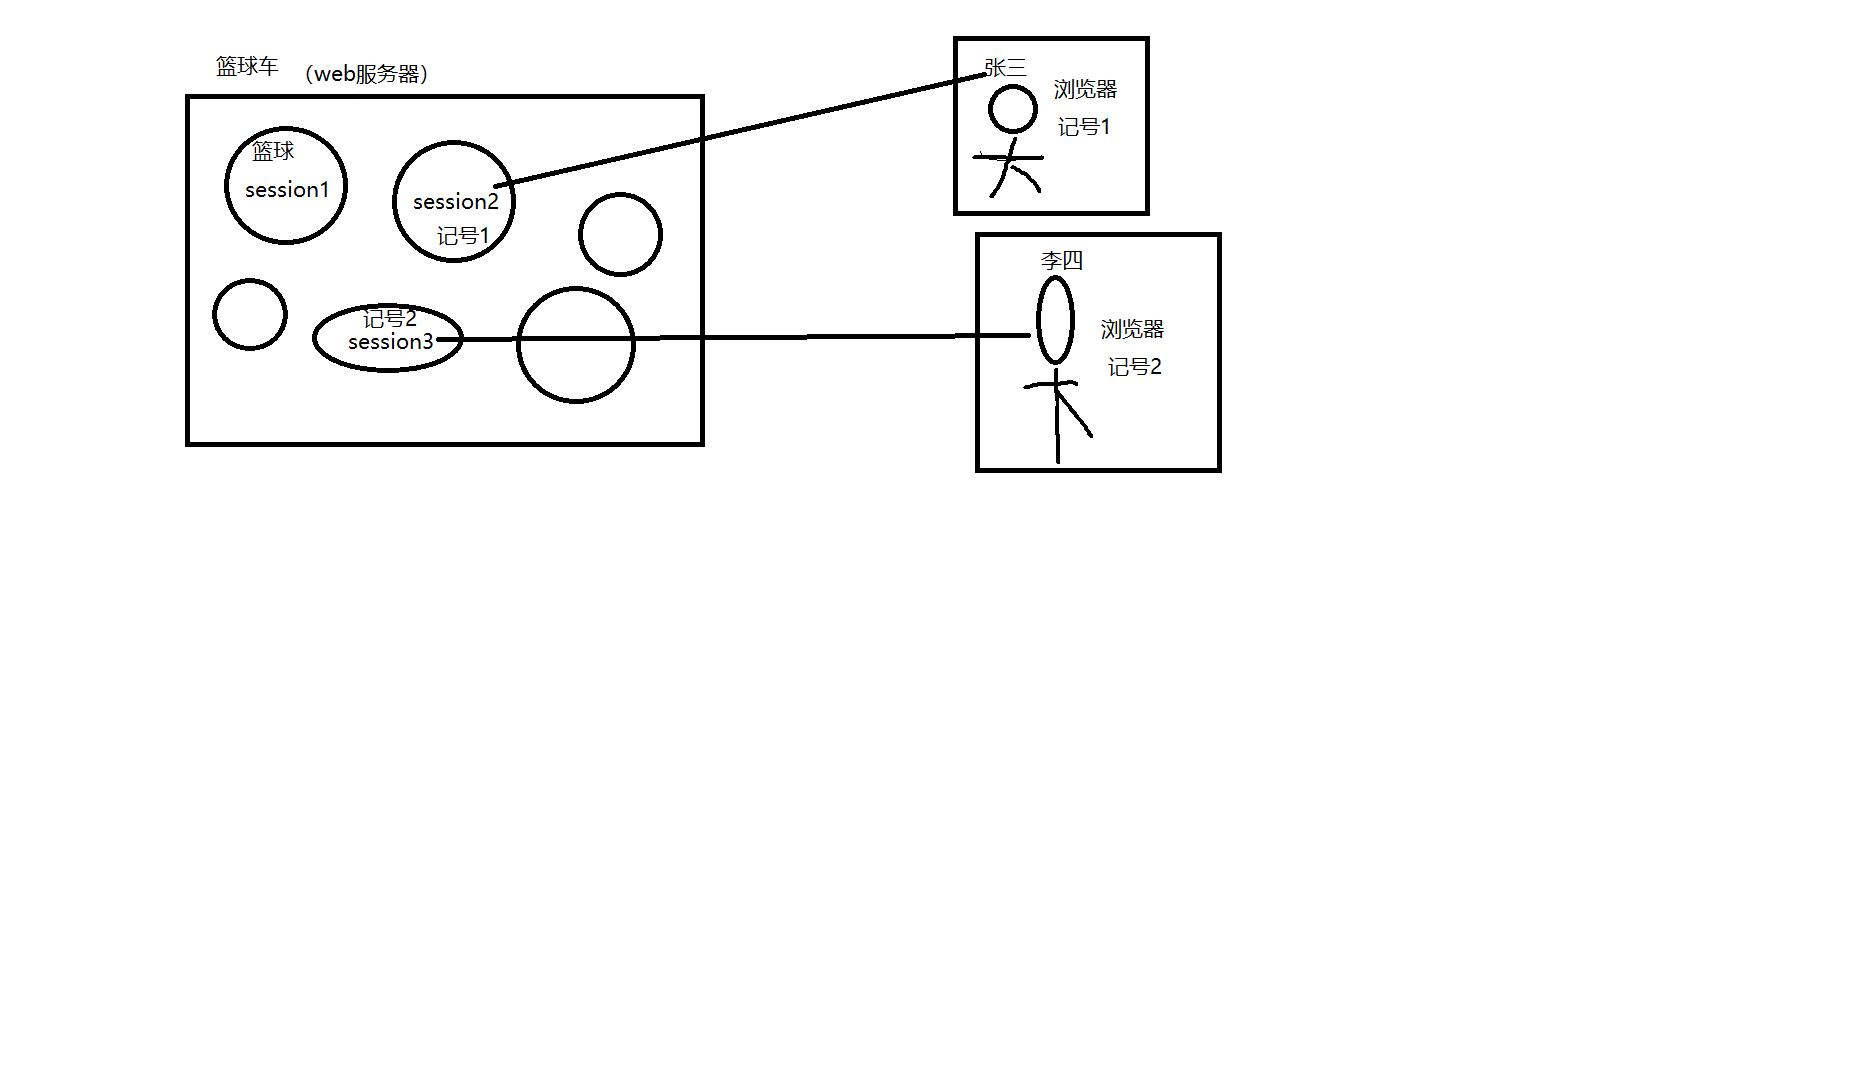 篮球车 （web服务器）
篮球
session1
session2
记号1
记号2
session3
张三
浏览器
记号1
李四
浏览器
记号2